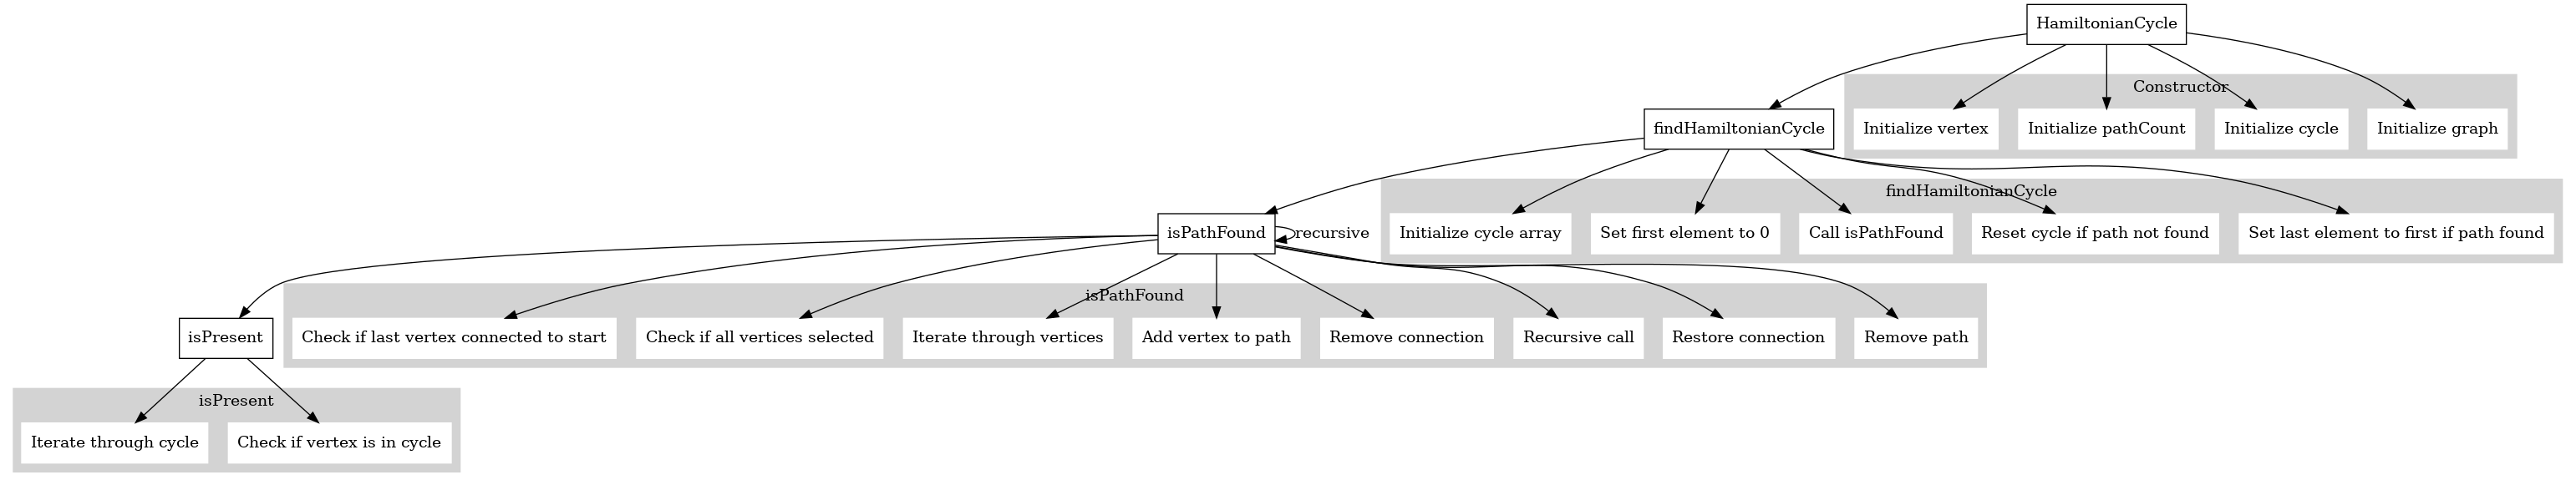 HamiltonianCycle
Constructor
findHamiltonianCycle
Initialize vertex
Initialize pathCount
Initialize cycle
Initialize graph
findHamiltonianCycle
isPathFound
recursive
Initialize cycle array
Set first element to 0
Call isPathFound
Reset cycle if path not found
Set last element to first if path found
isPathFound
isPresent
Check if last vertex connected to start
Check if all vertices selected
Iterate through vertices
Add vertex to path
Remove connection
Recursive call
Restore connection
Remove path
isPresent
Iterate through cycle
Check if vertex is in cycle